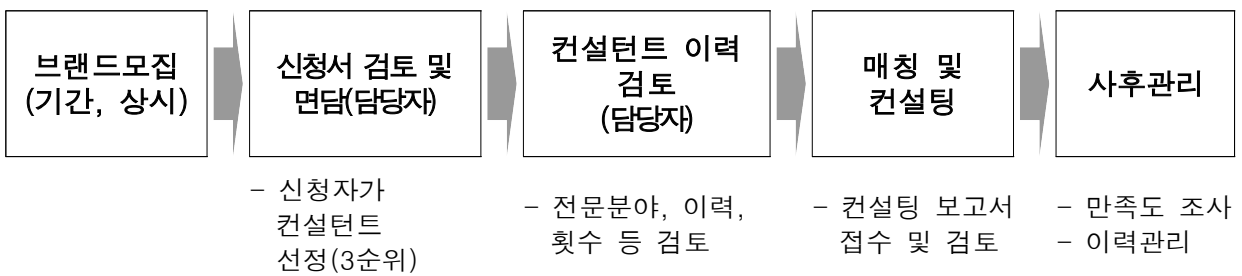 브랜드모집
(기간, 상시)
신청서 검토 및
면담(담당자)
컨설턴트 이력
검토
(담당자)
매칭 및
컨설팅
사후관리
- 신청자가
컨설턴트
선정(3순위)
- 전문분야, 이력,
횟수 등 검토
- 컨설팅 보고서
접수 및 검토
- 만족도 조사
- 이력관리